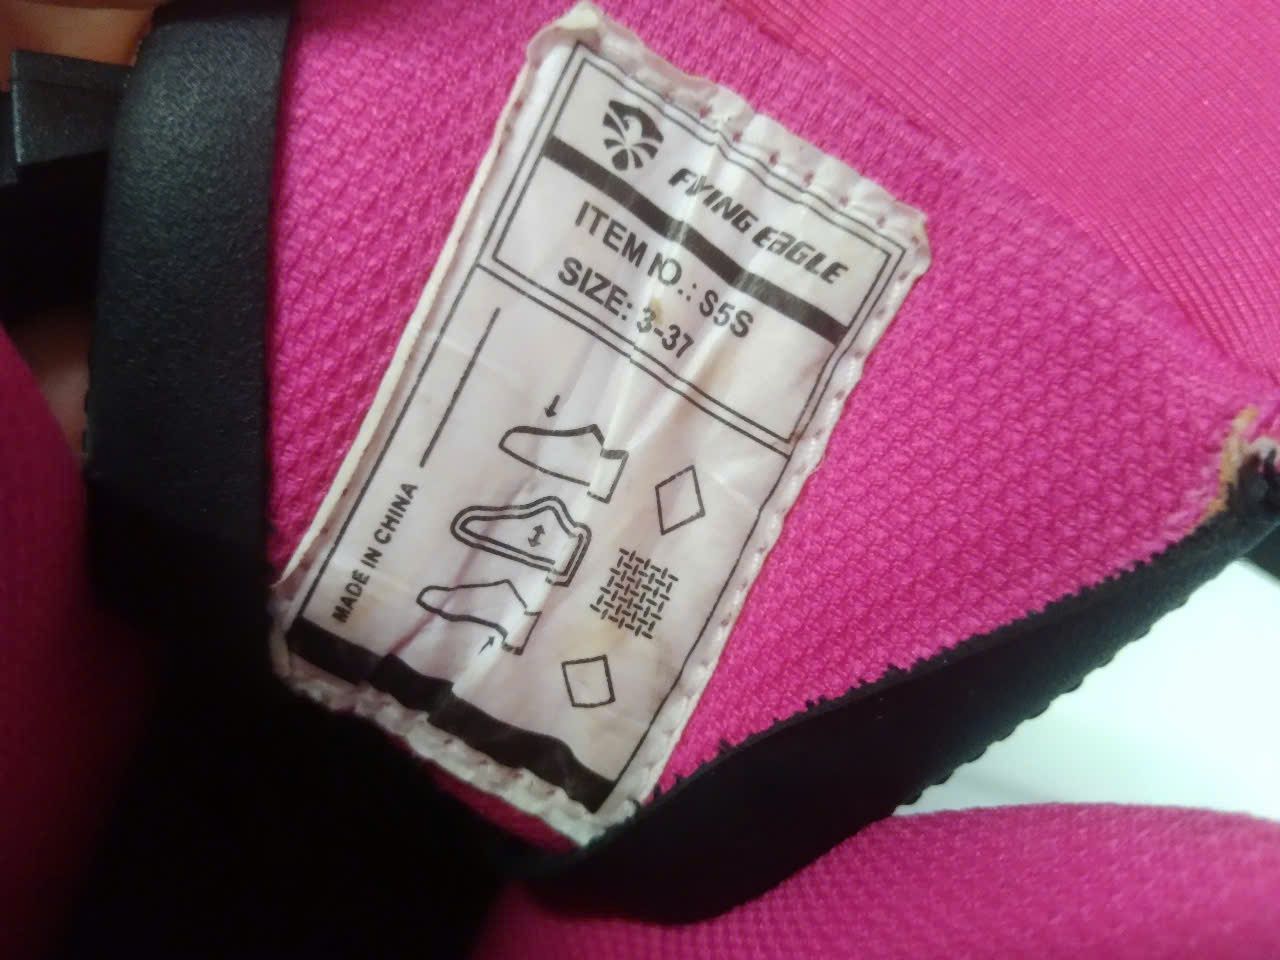 FLYING EAGLE
ITEM NO.: S5S
SIZE: 3-37
MADE IN CHINA